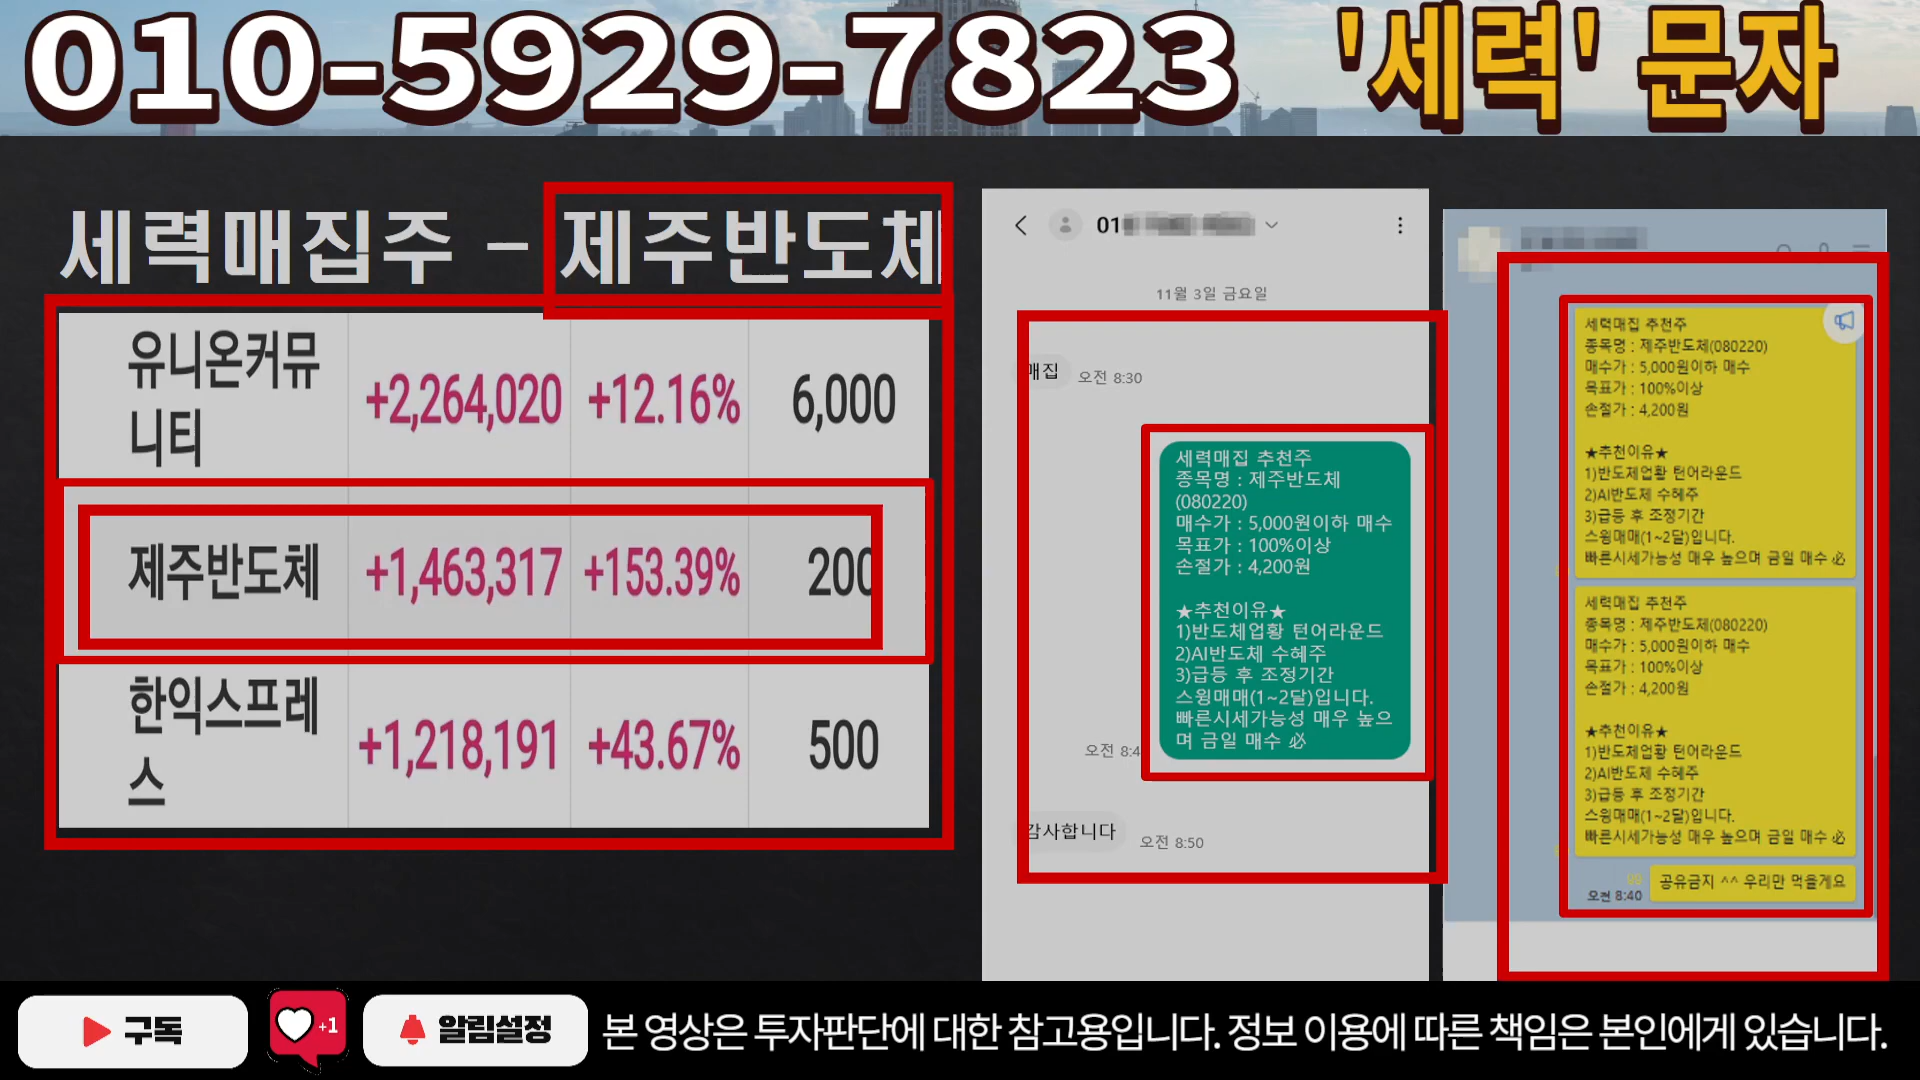 010-5929-7823 '세력' 문자
세력매집주 - 제주반도체
유니온커뮤
니티
+2,264,020 +12.16% 6,000
제주반도체 +1,463,317 +153.39% 200
한익스프레
스
+1,218,191 +43.67% 500
11월 3일 금요일
매집 오전 8:30
세력매집 추천주
종목명 : 제주반도체
(080220)
매수가 : 5,000원이하 매수
목표가 : 100%이상
손절가 : 4,200원
★추천이유★
1)반도체업황 턴어라운드
2)AI반도체 수혜주
3)급등 후 조정기간
스윙매매(1~2달)입니다.
빠른시세가능성 매우 높으
며 금일 매수 必
오전 8:4
감사합니다 오전 8:50
세력매집 추천주
종목명 : 제주반도체(080220)
매수가 : 5,000원이하 매수
목표가 : 100%이상
손절가 : 4,200원
★추천이유★
1)반도체업황 턴어라운드
2)AI반도체 수혜주
3)급등 후 조정기간
스윙매매(1~2달)입니다.
빠른시세가능성 매우 높으며 금일 매수 必
세력매집 추천주
종목명 : 제주반도체(080220)
매수가 : 5,000원이하 매수
목표가 : 100%이상
손절가 : 4,200원
★추천이유★
1)반도체업황 턴어라운드
2)AI반도체 수혜주
3)급등 후 조정기간
스윙매매(1~2달)입니다.
빠른시세가능성 매우 높으며 금일 매수 必
오전 8:40 공유금지 ^^ 우리만 먹을게요
구독 +1 알림설정 본 영상은 투자판단에 대한 참고용입니다. 정보 이용에 따른 책임은 본인에게 있습니다.